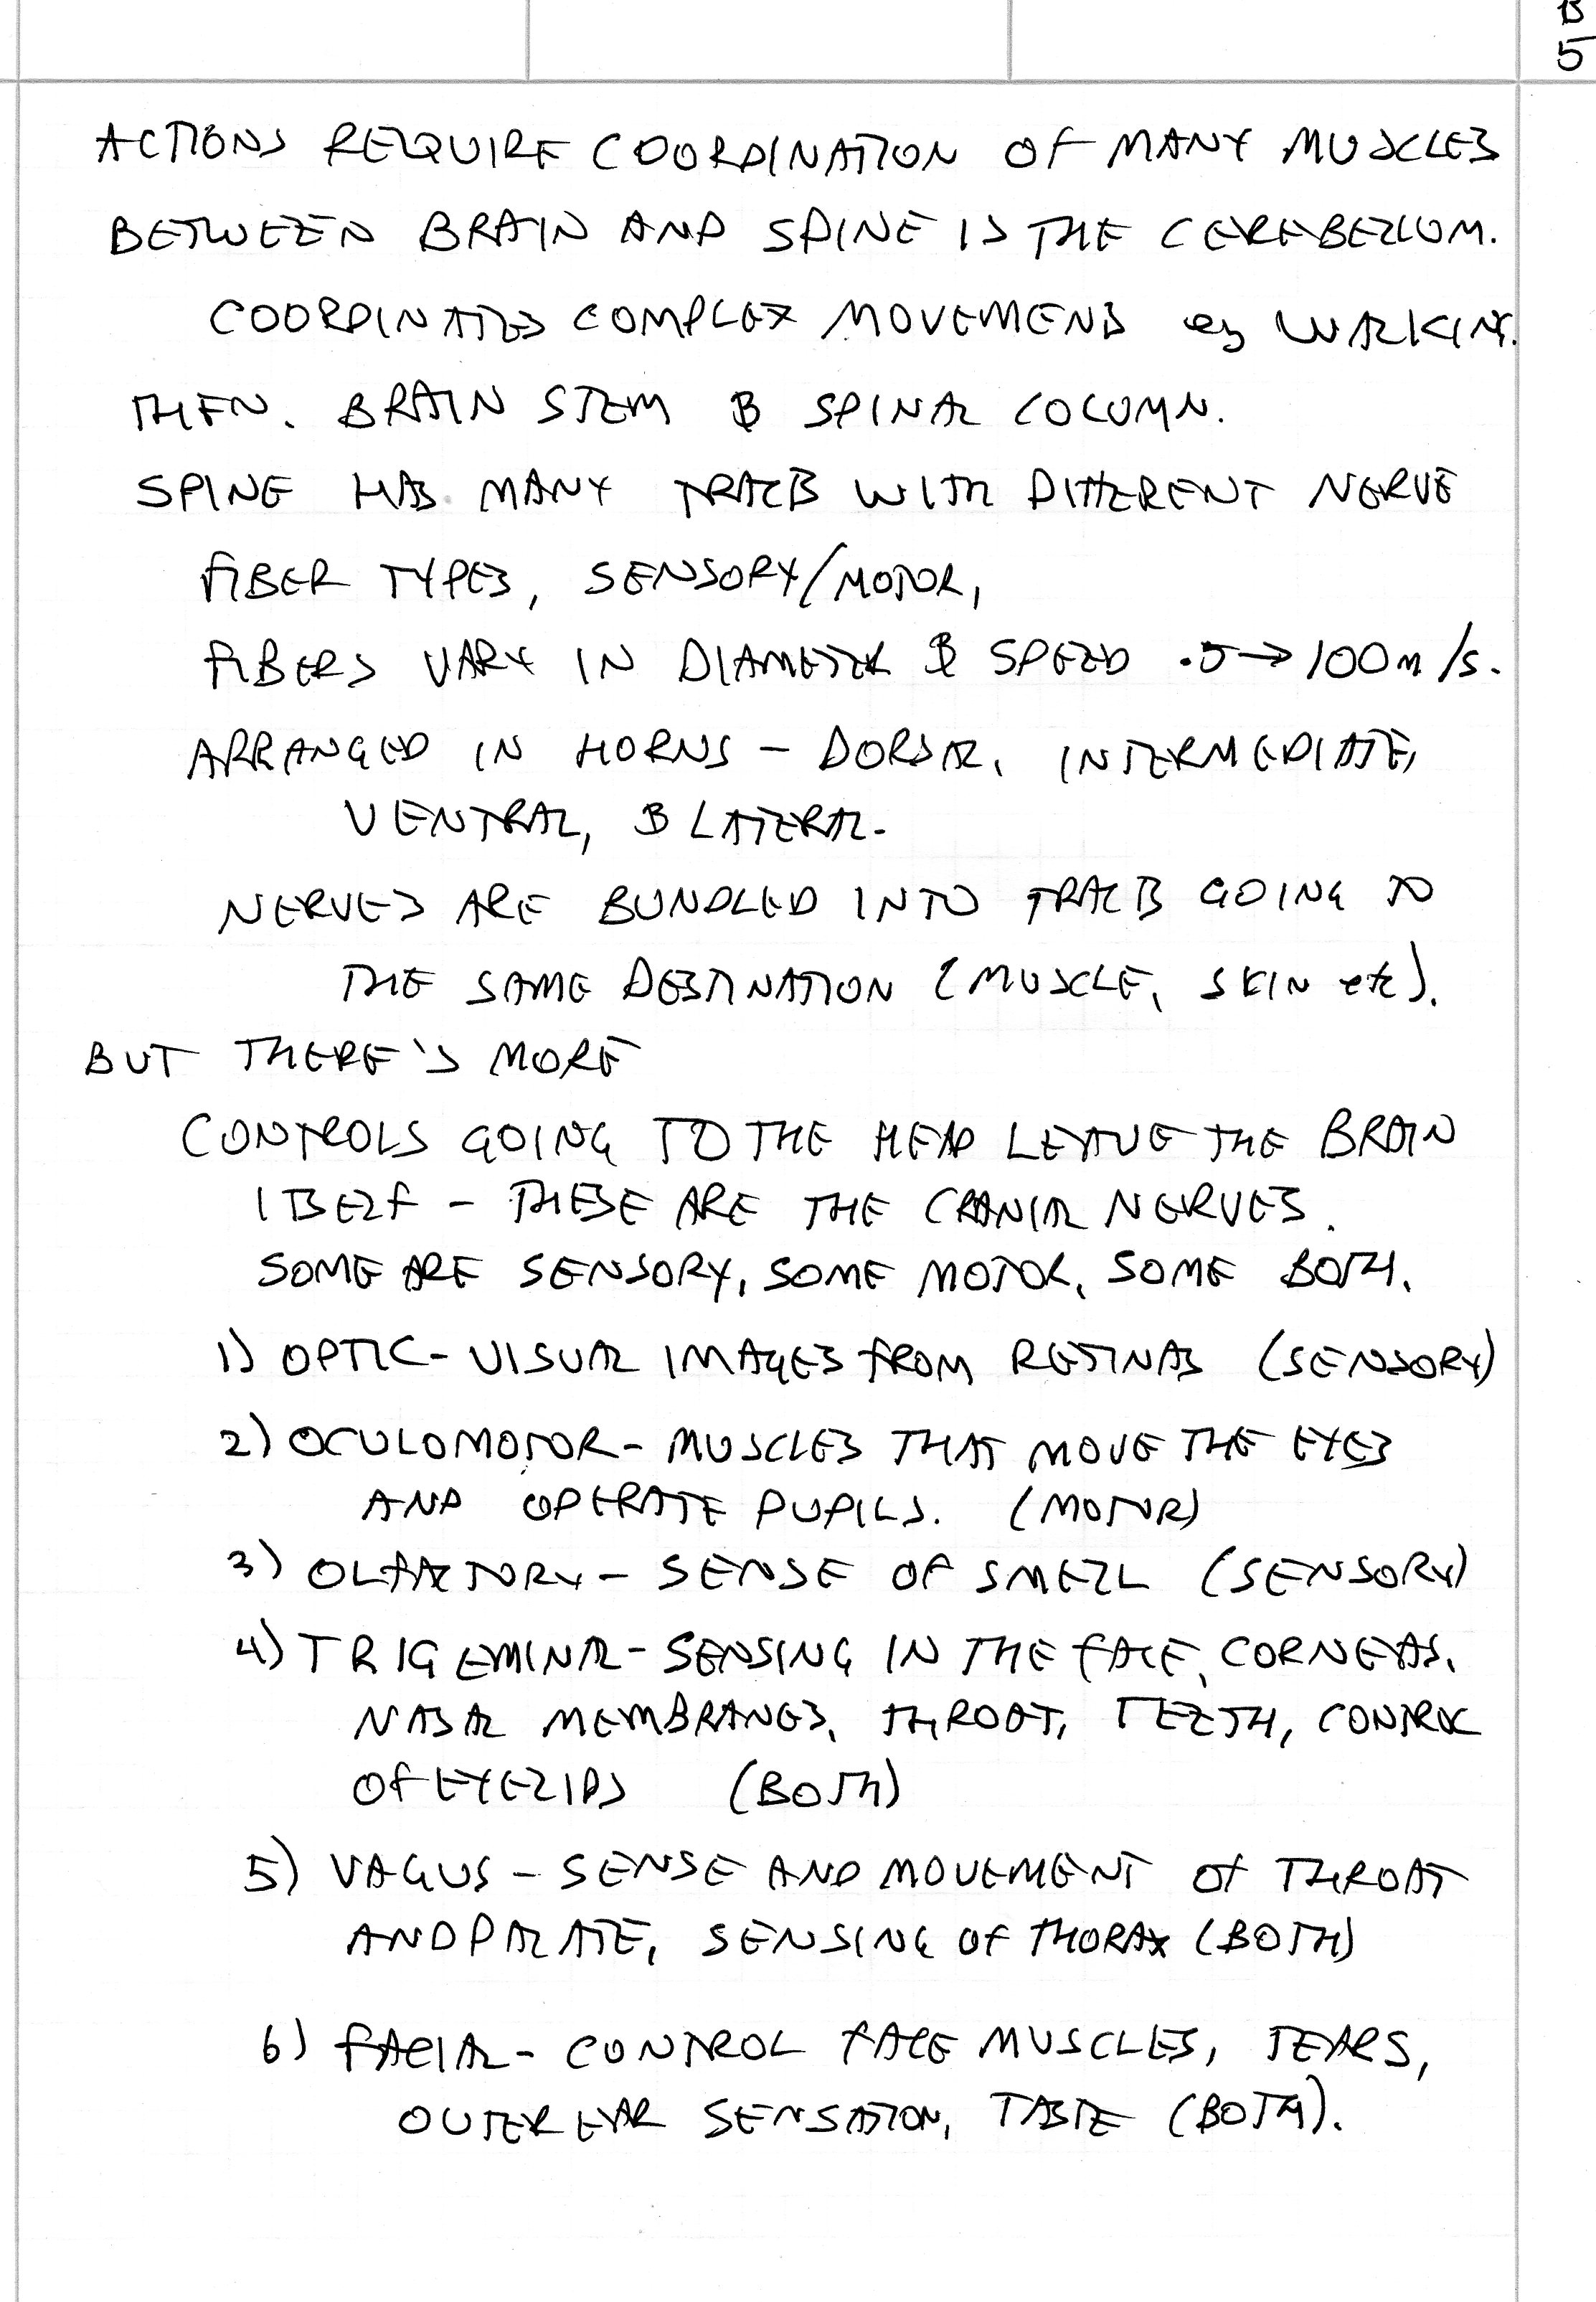 B
5
ACTIONS REQUIRE COORDINATION OF MANY MUSCLES
BETWEEN BRAIN AND SPINE IS THE CEREBELLUM.
COORDINATES COMPLEX MOVEMENTS eg WALKING.
THEN. BRAIN STEM & SPINAL COLUMN.
SPINE HAS MANY TRACTS WITH DIFFERENT NERVE
FIBER TYPES, SENSORY/MOTOR,
FIBERS VARY IN DIAMETER & SPEED .5→100m/s.
ARRANGED IN HORNS - DORSAL, INTERMEDIATE,
VENTRAL, & LATERAL.
NERVES ARE BUNDLED INTO TRACTS GOING TO
THE SAME DESTINATION (MUSCLE, SKIN etc).
BUT THERE'S MORE
CONTROLS GOING TO THE HEAD LEAVE THE BRAIN
ITSELF - THESE ARE THE CRANIAL NERVES.
SOME ARE SENSORY, SOME MOTOR, SOME BOTH.
1) OPTIC - VISUAL IMAGES FROM RETINAS (SENSORY)
2) OCULOMOTOR - MUSCLES THAT MOVE THE EYES
AND OPERATE PUPILS. (MOTOR)
3) OLFACTORY - SENSE OF SMELL (SENSORY)
4) TRIGEMINAL - SENSING IN THE FACE, CORNEAS,
NASAL MEMBRANES, THROAT, TEETH, CONTROL
OF EYELIDS (BOTH)
5) VAGUS - SENSE AND MOVEMENT OF THROAT
AND PALATE, SENSING OF THORAX (BOTH)
6) FACIAL - CONTROL FACE MUSCLES, TEARS,
OUTER EAR SENSATION, TASTE (BOTH).